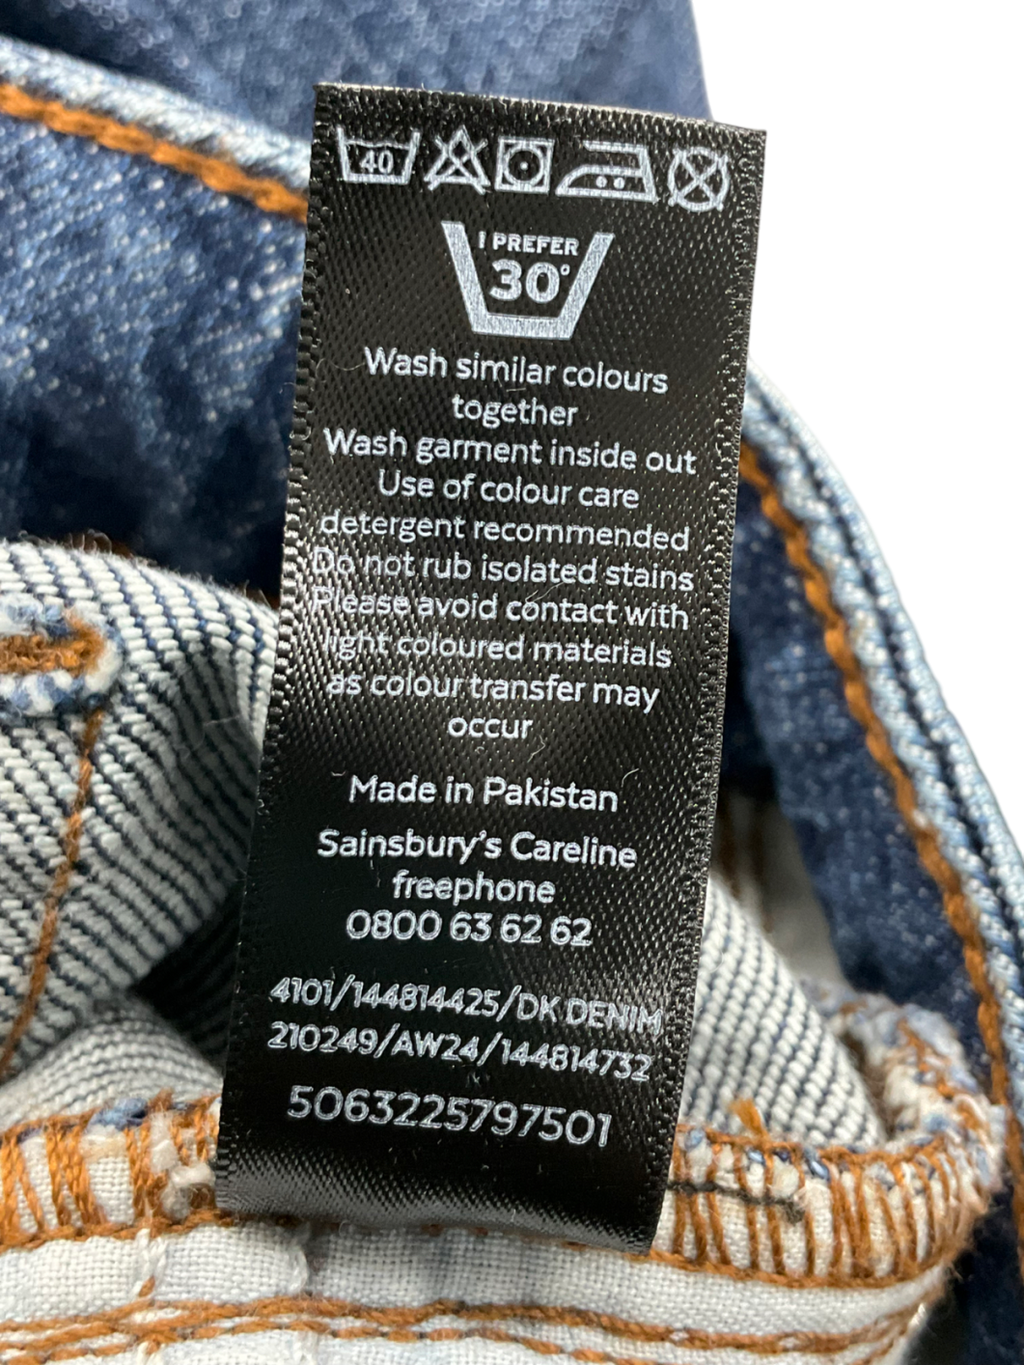 40
I PREFER
30°
Wash similar colours
together
Wash garment inside out
Use of colour care
detergent recommended
Do not rub isolated stains
Please avoid contact with
light coloured materials
as colour transfer may
occur
Made in Pakistan
Sainsbury's Careline
freephone
0800 63 62 62
4101/144814425/DK DENIM
210249/AW24/144814732
5063225797501